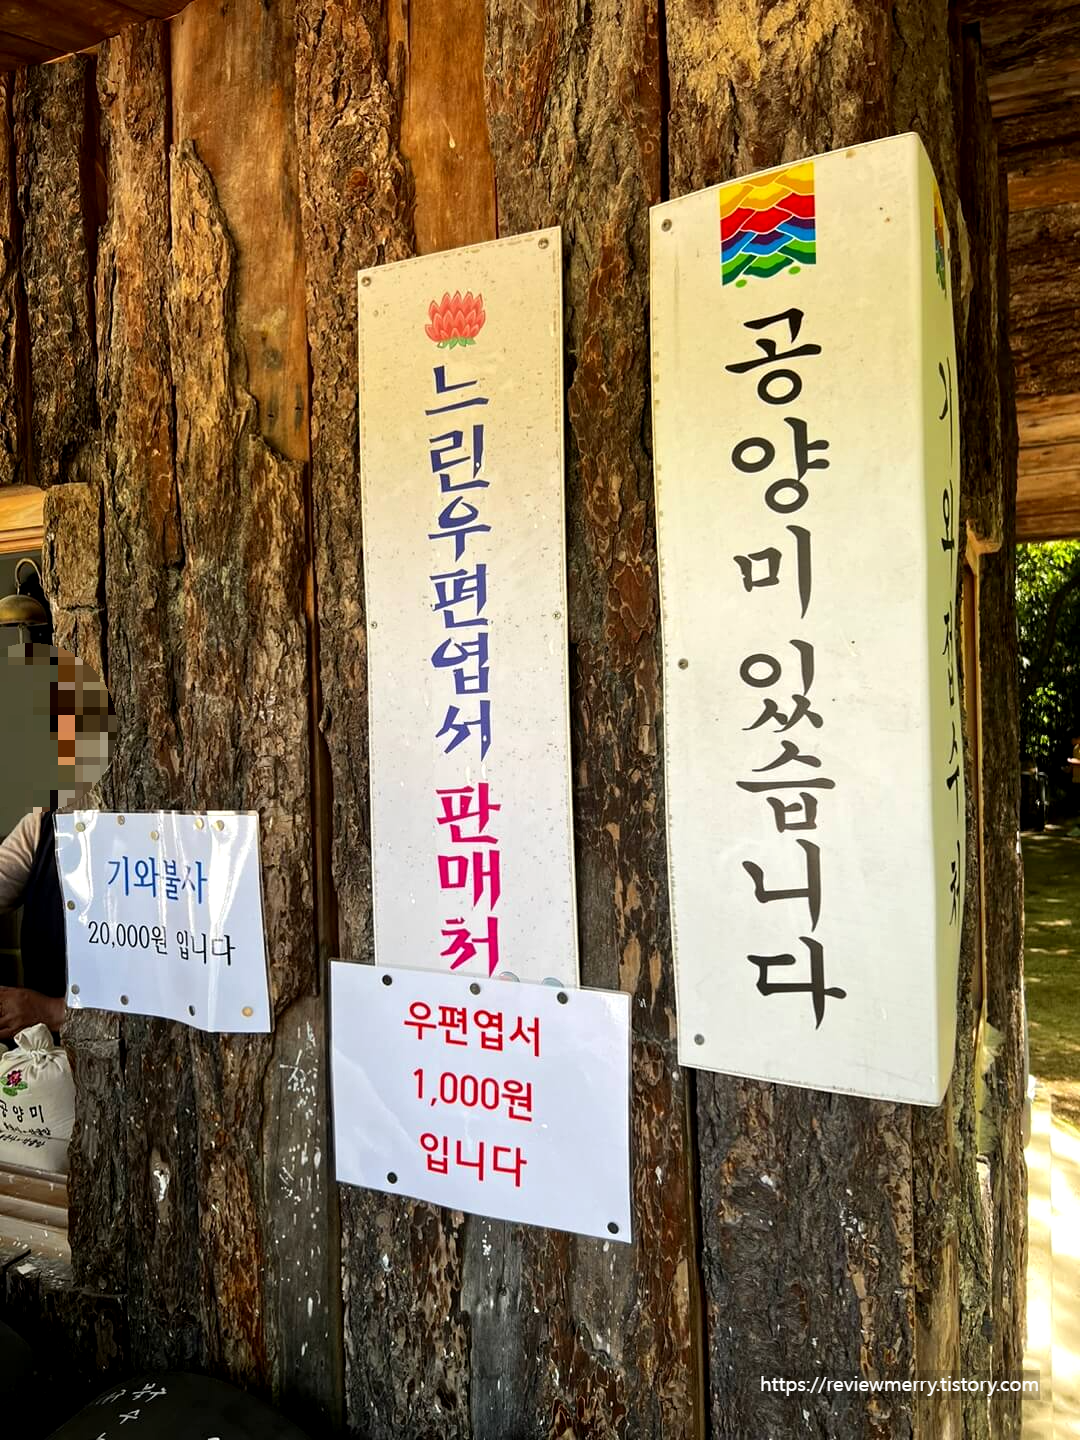 느린우편엽서 판매처
공양미 있습니다
기와접수처
기와불사
20,000원 입니다
우편엽서
1,000원
입니다
공양미
https://reviewmerry.tistory.com